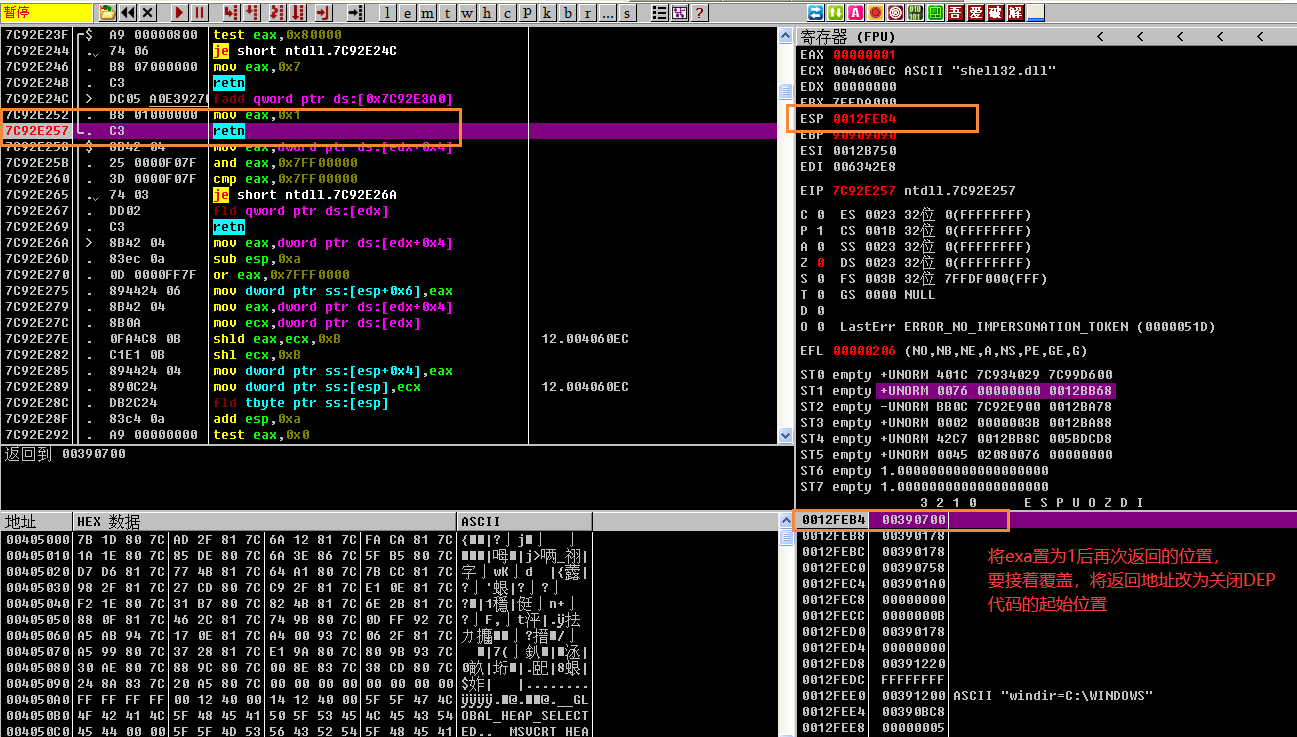 暂停
l e m t w h c p k b r ... s
吾 爱 破 解
7C92E23F $ A9 00000800 test eax,0x80000
7C92E244 . 74 06 je short ntdll.7C92E24C
7C92E246 . B8 07000000 mov eax,0x7
7C92E24B . C3 retn
7C92E24C > DC05 A0E3927C fadd qword ptr ds:[0x7C92E3A0]
7C92E252 . B8 01000000 mov eax,0x1
7C92E257 . C3 retn
7C92E258 $ 8B42 04 mov eax,dword ptr ds:[edx+0x4]
7C92E25B . 25 0000F07F and eax,0x7FF00000
7C92E260 . 3D 0000F07F cmp eax,0x7FF00000
7C92E265 . 74 03 je short ntdll.7C92E26A
7C92E267 . DD02 fld qword ptr ds:[edx]
7C92E269 . C3 retn
7C92E26A > 8B42 04 mov eax,dword ptr ds:[edx+0x4]
7C92E26D . 83ec 0a sub esp,0xa
7C92E270 . 0D 0000FF7F or eax,0x7FFF0000
7C92E274 . 894424 06 mov dword ptr ss:[esp+0x6],eax
7C92E279 . 8B42 04 mov eax,dword ptr ds:[edx+0x4]
7C92E27C . 8B0A mov ecx,dword ptr ds:[edx]
7C92E27E . 0FA4C8 0B shld eax,ecx,0xB 12.004060EC
7C92E282 . C1E1 0B shl ecx,0xB
7C92E285 . 894424 04 mov dword ptr ss:[esp+0x4],eax
7C92E289 . 890C24 mov dword ptr ss:[esp],ecx 12.004060EC
7C92E28C . DB2C24 fld tbyte ptr ss:[esp]
7C92E28F . 83c4 0a add esp,0xa
7C92E292 . A9 00000000 test eax,0x0
返回到 00390700
寄存器 (FPU) < < < < <
EAX 00000001
ECX 004060EC ASCII "shell32.dll"
EDX 00000000
EBX 7FFDA000
ESP 0012FEB4
EBP 90909090
ESI 0012B750
EDI 006342E8
EIP 7C92E257 ntdll.7C92E257
C 0 ES 0023 32位 0(FFFFFFFF)
P 1 CS 001B 32位 0(FFFFFFFF)
A 0 SS 0023 32位 0(FFFFFFFF)
Z 0 DS 0023 32位 0(FFFFFFFF)
S 0 FS 003B 32位 7FFDF000(FFF)
T 0 GS 0000 NULL
D 0
O 0 LastErr ERROR_NO_IMPERSONATION_TOKEN (0000051D)
EFL 00000206 (NO,NB,NE,A,NS,PE,GE,G)
ST0 empty +UNORM 401C 7C934029 7C99D600
ST1 empty +UNORM 0076 00000000 0012BB68
ST2 empty -UNORM BB0C 7C92E900 0012BA78
ST3 empty +UNORM 0002 0000003B 0012BA88
ST4 empty +UNORM 42C7 0012BB8C 005BDCD8
ST5 empty +UNORM 0045 02080076 00000000
ST6 empty 1.0000000000000000000
ST7 empty 1.0000000000000000000
3 2 1 0 E S P U O Z D I
地址 HEX 数据 ASCII
00405000 7B 1D 80 7C AD 2F 81 7C 6A 12 81 7C FA CA 81 7C
00405010 1A 1E 80 7C 85 DE 80 7C 6A 3E 86 7C 5F B5 80 7C
00405020 D7 D6 81 7C 77 4B 81 7C 64 A1 80 7C 7B CC 81 7C
00405030 98 2F 81 7C 27 CD 80 7C C9 2F 81 7C E1 0E 81 7C
00405040 F2 1E 80 7C 31 B7 80 7C 82 4B 81 7C 6E 2B 81 7C
00405050 88 0F 81 7C 46 2C 81 7C 74 9B 80 7C 0D FF 92 7C
00405060 A5 AB 94 7C 17 0E 81 7C A4 00 93 7C 06 2F 81 7C
00405070 A5 99 80 7C 37 28 81 7C E1 9A 80 7C 80 9B 93 7C
00405080 30 AE 80 7C 88 9C 80 7C 00 8E 83 7C 38 CD 80 7C
00405090 24 8A 83 7C 20 A5 80 7C 00 00 00 00 00 00 00 00
004050A0 FF FF FF FF 00 12 40 00 14 12 40 00 5F 5F 47 4C
004050B0 4F 42 41 4C 5F 48 45 41 50 5F 53 45 4C 45 43 54 OBAL_HEAP_SELECT
004050C0 45 44 00 00 5F 5F 4D 53 56 43 52 54 5F 48 45 41 ED..__MSVCRT_HEA
0012FEB4 00390700
0012FEB8 00390178
0012FEBC 00390178
0012FEC0 00390758
0012FEC4 003901A0
0012FEC8 00000000
0012FECC 0000000B
0012FED0 00390178
0012FED4 00000000
0012FED8 00391220
0012FEDC FFFFFFFF
0012FEE0 00391200 ASCII "windir=C:\WINDOWS"
0012FEE4 00390BC8
0012FEE8 00000005
将exa置为1后再次返回的位置，
要接着覆盖，将返回地址改为关闭DEP
代码的起始位置